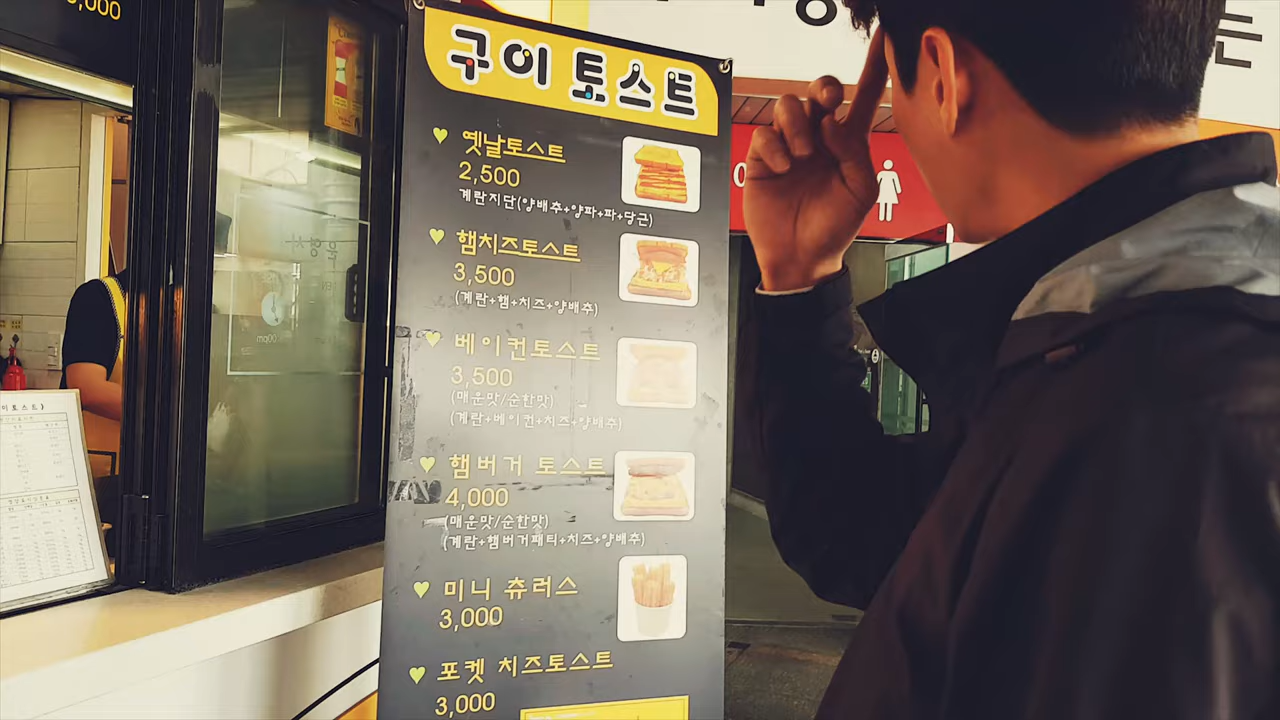 구이 토스트
옛날토스트
2,500
계란지단(양배추+양파+파+당근)
햄치즈토스트
3,500
(계란+햄+치즈+양배추)
베이컨토스트
3,500
(매운맛/순한맛)
(계란+베이컨+치즈+양배추)
햄버거 토스트
4,000
(매운맛/순한맛)
(계란+햄버거패티+치즈+양배추)
미니 츄러스
3,000
포켓 치즈토스트
3,000